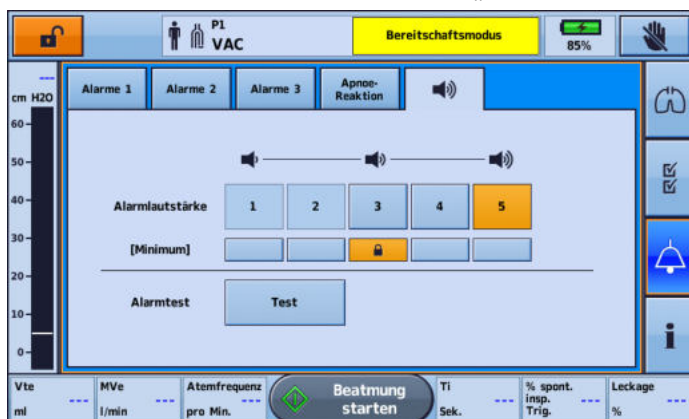 P1
VAC
Bereitschaftsmodus
85%
---
cm H2O
60
50
40
30
20
10
0
Alarme 1
Alarme 2
Alarme 3
Apnoe-
Reaktion
Alarmlautstärke
1
2
3
4
5
[Minimum]
Alarmtest
Test
Vte
---
ml
MVe
---
l/min
Atemfrequenz
---
pro Min.
Beatmung
starten
Ti
---
Sek.
% spont.
insp.
Trig.
---
Leckage
---
%